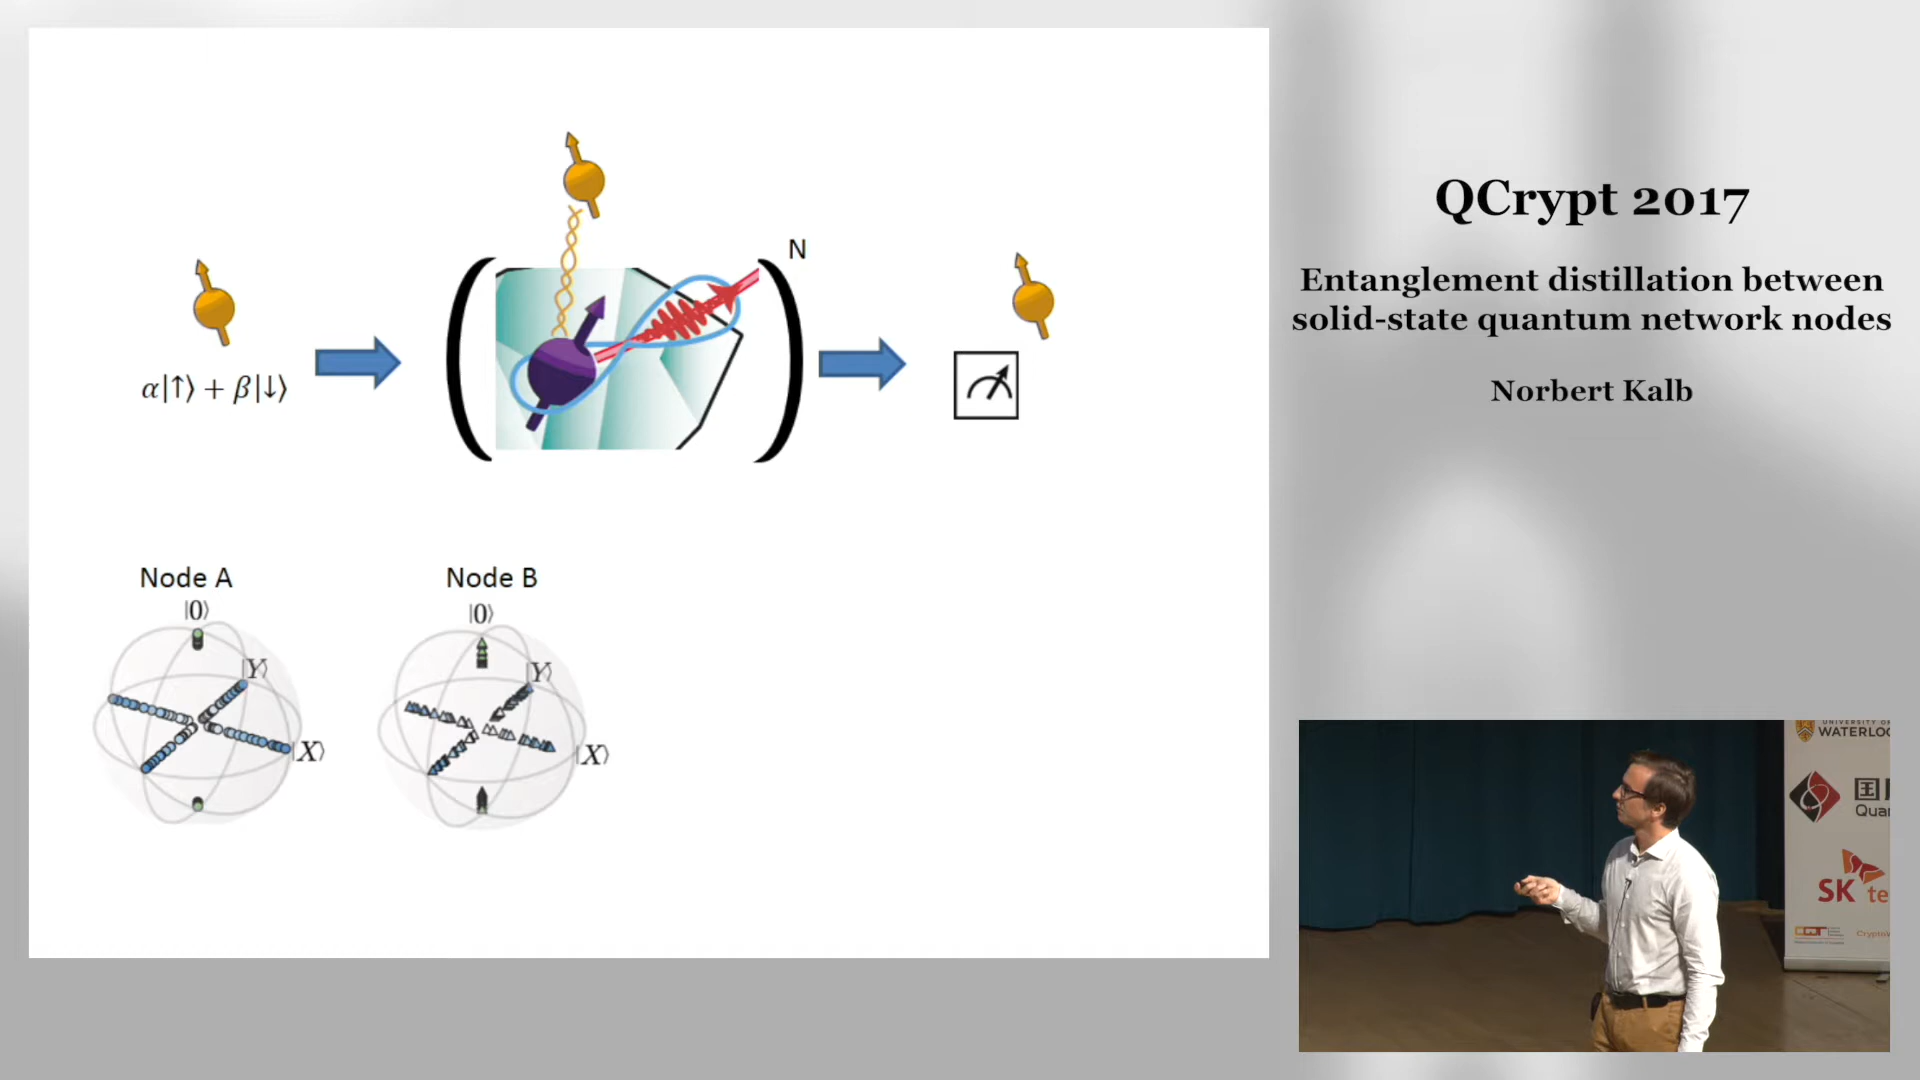 N
α|↑⟩ + β|↓⟩
Node A
Node B
|0⟩
|0⟩
|Y⟩
|Y⟩
|X⟩
|X⟩
QCrypt 2017
Entanglement distillation between
solid-state quantum network nodes
Norbert Kalb
UNIVERSITY OF
WATERLOO
Qua
SK te